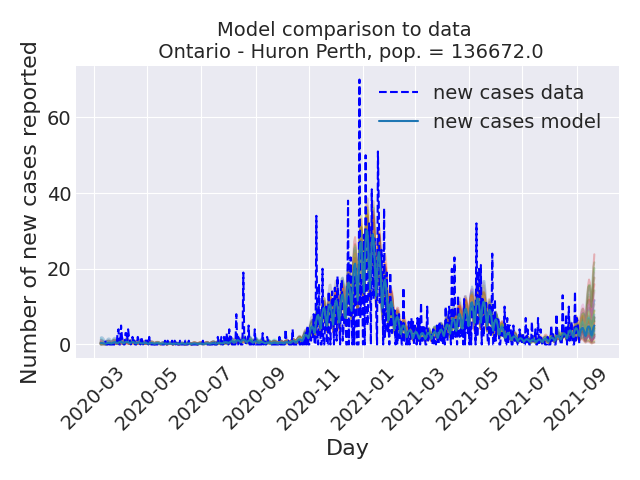 Model comparison to data
Ontario - Huron Perth, pop. = 136672.0
Number of new cases reported
60
40
20
0
new cases data
new cases model
2020-03
2020-05
2020-07
2020-09
2020-11
2021-01
2021-03
2021-05
2021-07
2021-09
Day